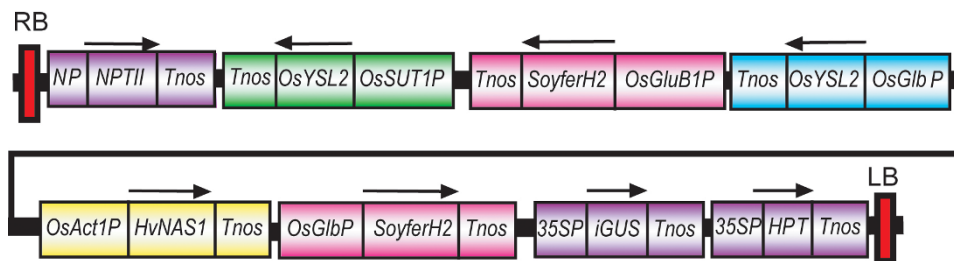 RB
NP NPTII Tnos Tnos OsYSL2 OsSUT1P Tnos SoyferH2 OsGluB1P Tnos OsYSL2 OsGlb P
LB
OsAct1P HvNAS1 Tnos OsGlbP SoyferH2 Tnos 35SP iGUS Tnos 35SP HPT Tnos